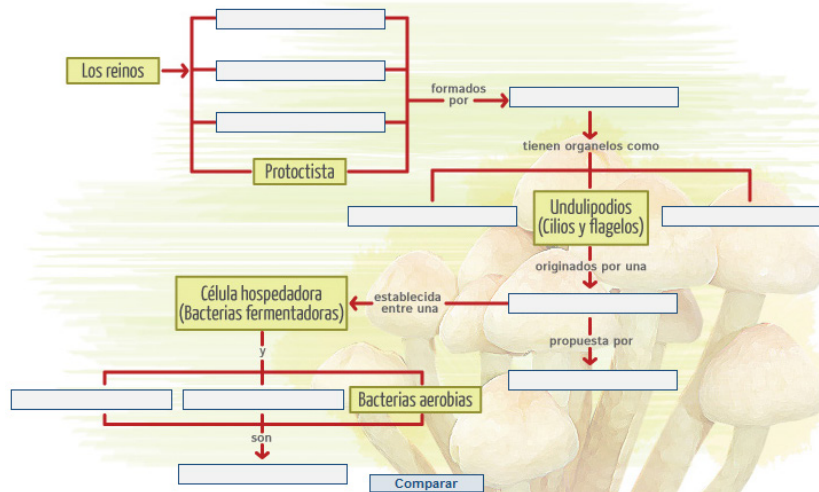 Los reinos
formados
por
tienen organelos como
Protoctista
Undulipodios
(Cilios y flagelos)
originados por una
Célula hospedadora
(Bacterias fermentadoras)
establecida
entre una
propuesta por
y
Bacterias aerobias
son
Comparar